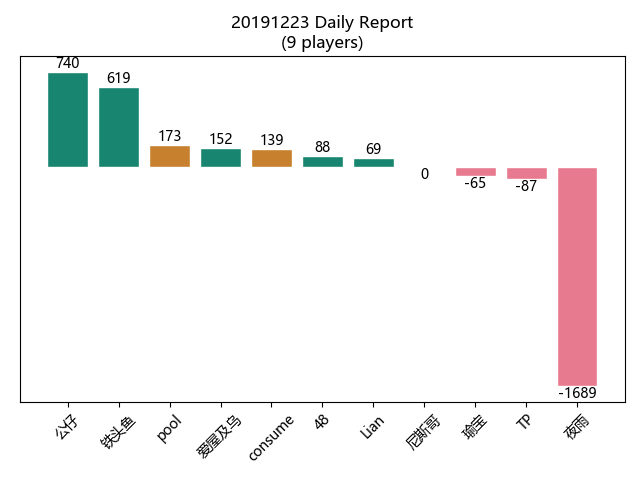 20191223 Daily Report
(9 players)
740
619
173
152
139
88
69
0
-65
-87
-1689
公仔
铁头鱼
pool
爱屋及乌
consume
48
Lian
尼斯哥
瑜宝
TP
夜雨